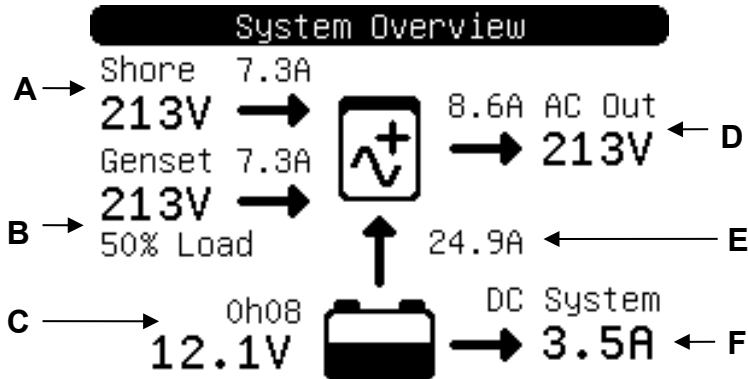 System Overview
A
Shore 7.3A
213V
8.6A AC Out
213V
D
Genset 7.3A
213V
B
50% Load
24.9A
E
C
0h08
12.1V
DC System
3.5A
F